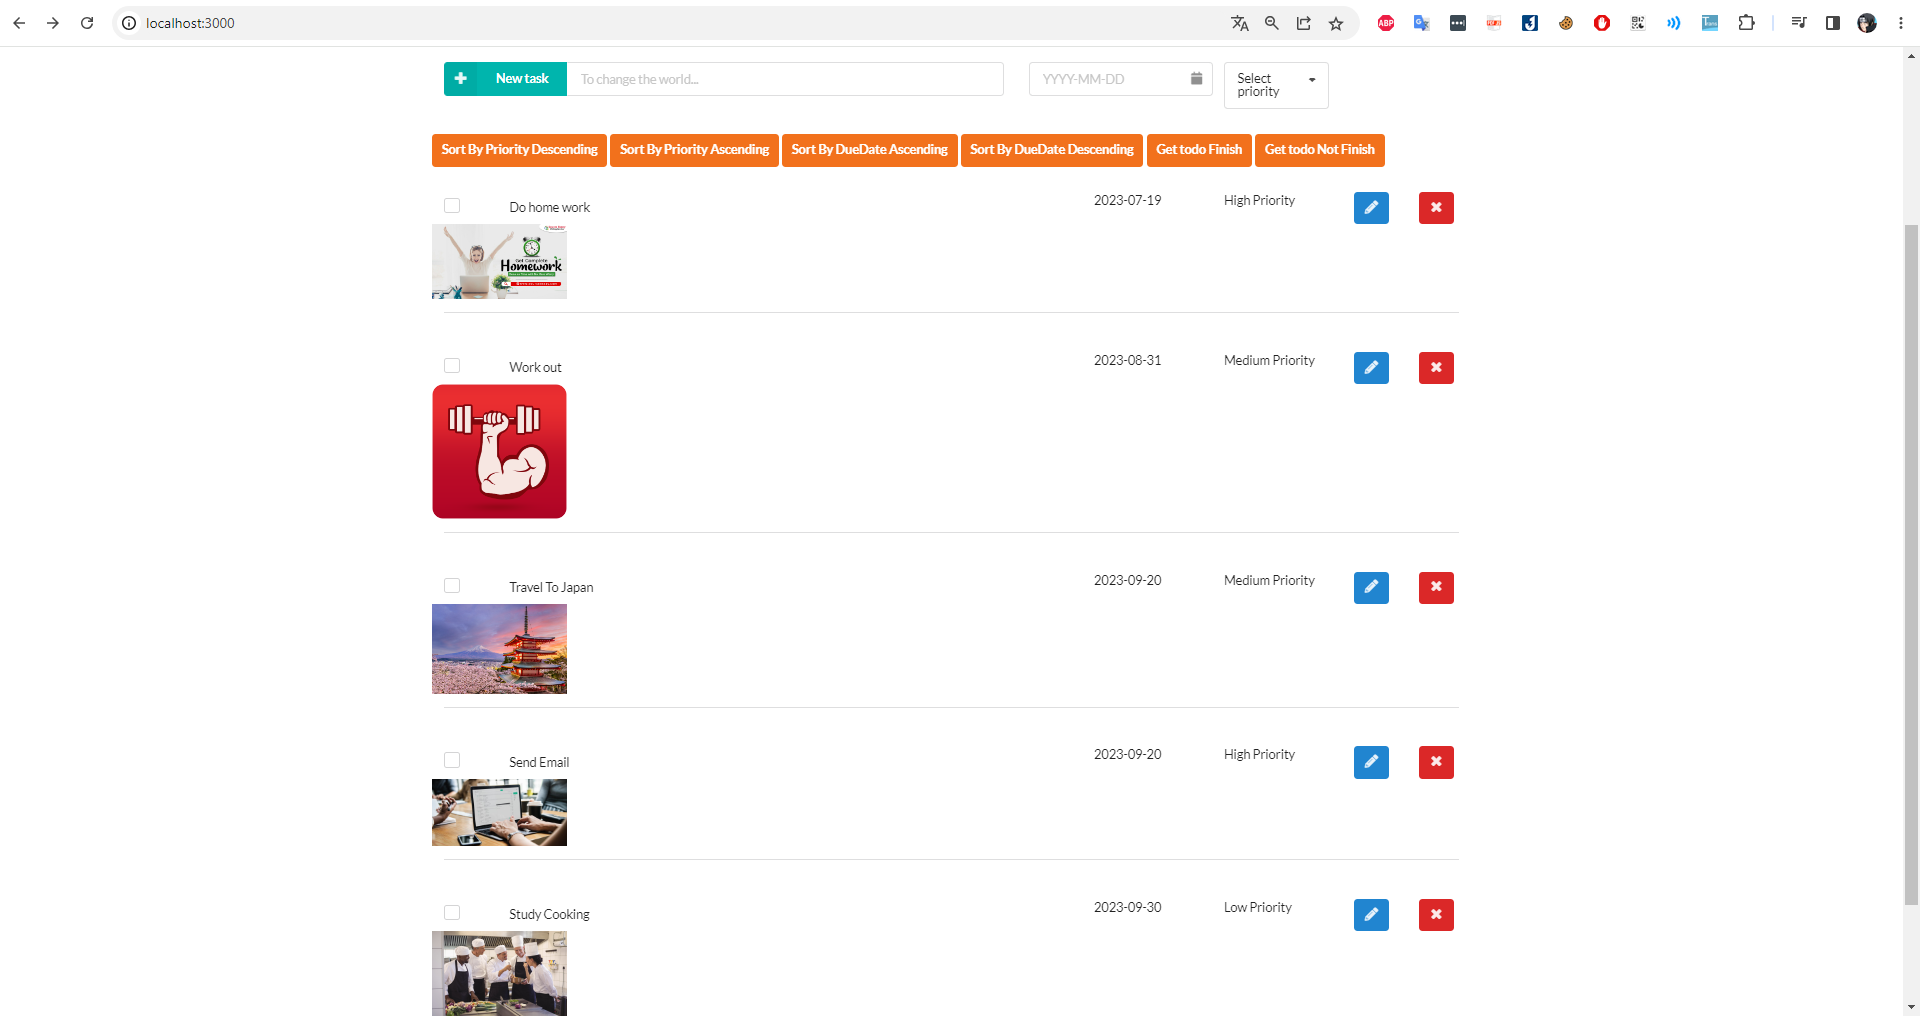 localhost:3000
New task
To change the world...
YYYY-MM-DD
Select
priority
Sort By Priority Descending
Sort By Priority Ascending
Sort By DueDate Ascending
Sort By DueDate Descending
Get todo Finish
Get todo Not Finish
Do home work
2023-07-19
High Priority
Get Complete
Homework
Work out
2023-08-31
Medium Priority
Travel To Japan
2023-09-20
Medium Priority
Send Email
2023-09-20
High Priority
Study Cooking
2023-09-30
Low Priority